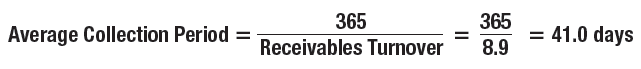 Average Collection Period = 365 / Receivables Turnover = 365 / 8.9 = 41.0 days